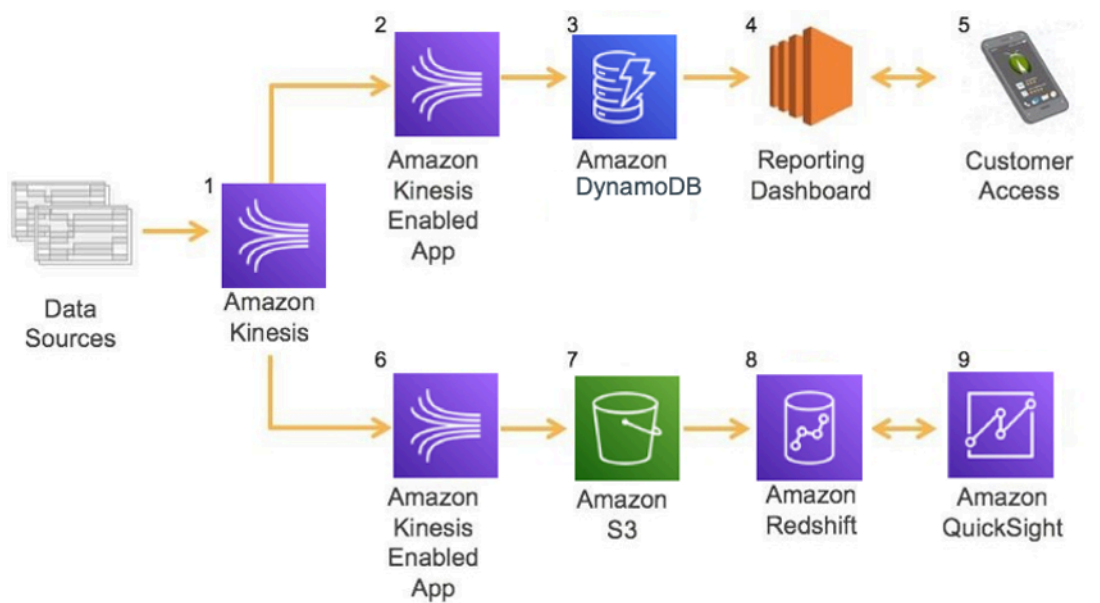 Data
Sources
1
Amazon
Kinesis
2
Amazon
Kinesis
Enabled
App
3
Amazon
DynamoDB
4
Reporting
Dashboard
5
Customer
Access
6
Amazon
Kinesis
Enabled
App
7
Amazon
S3
8
Amazon
Redshift
9
Amazon
QuickSight